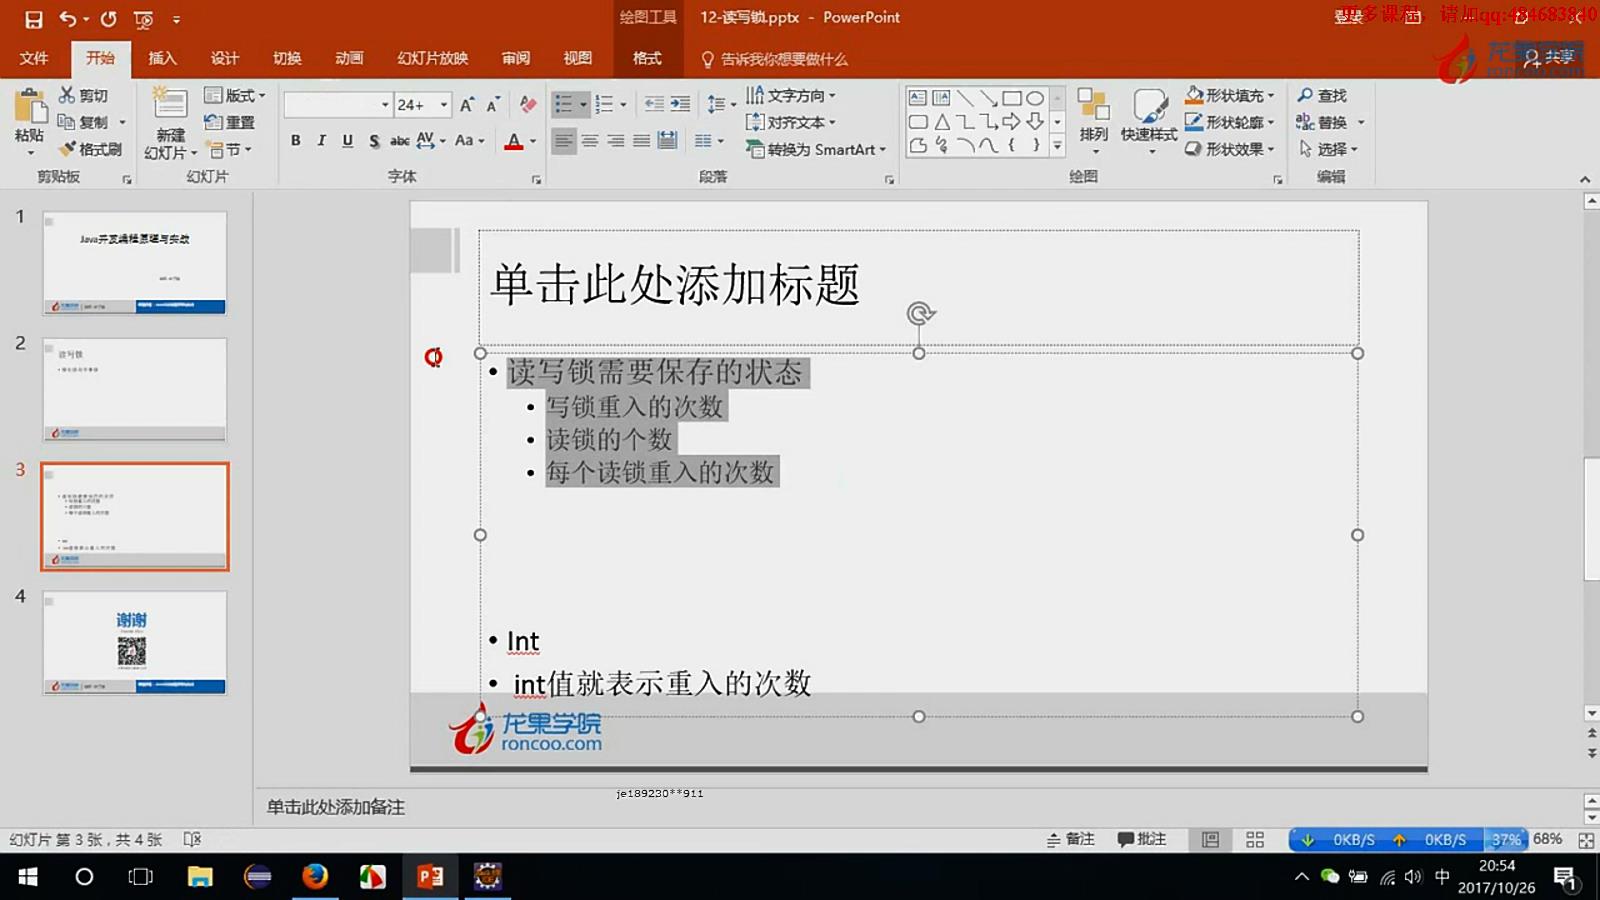 绘图工具
12-读写锁.pptx - PowerPoint
更多课程，请加qq:484683840
文件 开始 插入 设计 切换 动画 幻灯片放映 审阅 视图 格式 告诉我你想要做什么 共享
龙果学院
roncoo.com
粘贴
剪切
复制
格式刷
剪贴板
新建
幻灯片
版式
重置
节
幻灯片
24+
B I U S abc AV Aa A
字体
文字方向
对齐文本
转换为 SmartArt
段落
排列
快速样式
形状填充
形状轮廓
形状效果
绘图
查找
替换
选择
编辑
1
Java并发编程原理与实战
2
读写锁
3
4
谢谢
单击此处添加标题
• 读写锁需要保存的状态
• 写锁重入的次数
• 读锁的个数
• 每个读锁重入的次数
• Int
• int值就表示重入的次数
龙果学院
roncoo.com
单击此处添加备注
je189230**911
幻灯片 第 3 张，共 4 张
备注 批注
0KB/S 0KB/S 37% 68%
中
20:54
2017/10/26
1